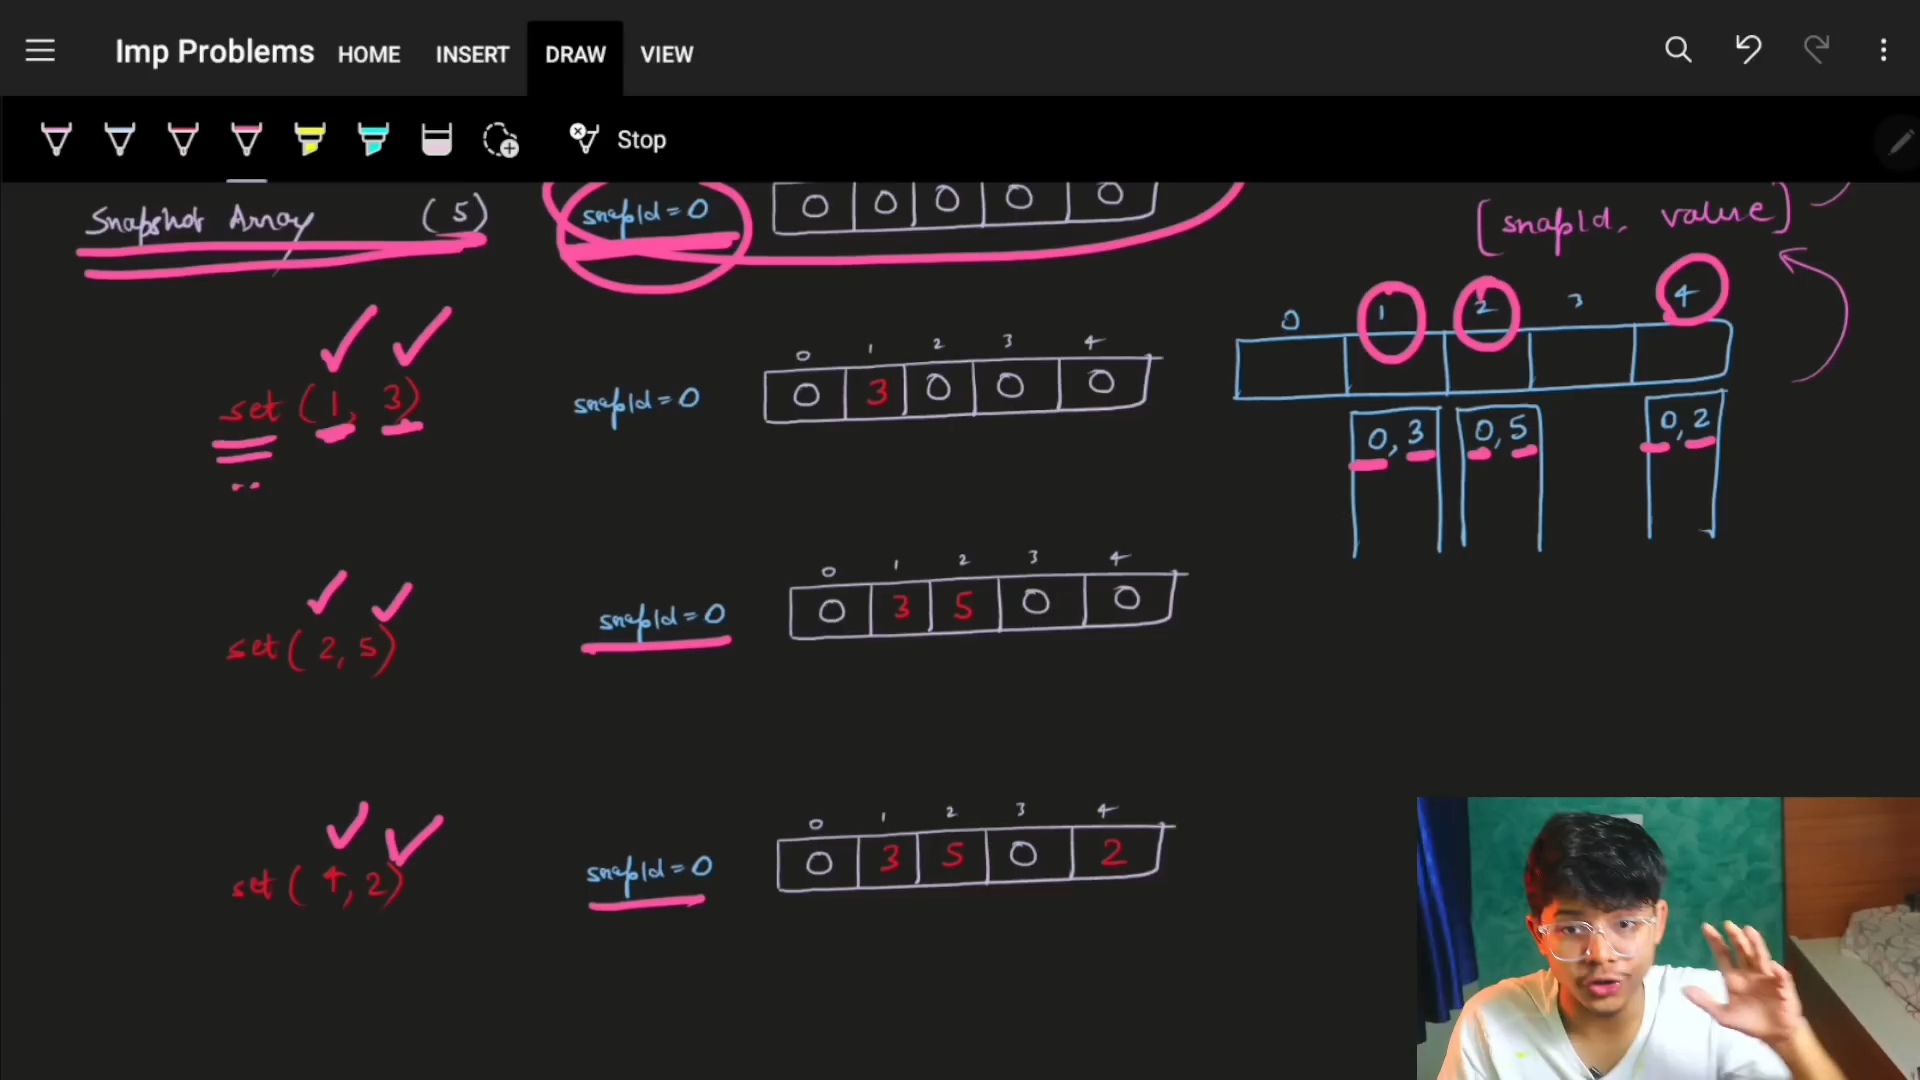 Imp Problems HOME INSERT DRAW VIEW
Stop
Snapshot Array (5) snapId = 0 0 0 0 0 0
[snapId, value]
0 1 2 3 4
set (1, 3) snapId = 0
0 1 2 3 4
0 3 0 0 0
0, 3 0, 5 0, 2
set (2, 5) snapId = 0
0 1 2 3 4
0 3 5 0 0
set (4, 2) snapId = 0
0 1 2 3 4
0 3 5 0 2